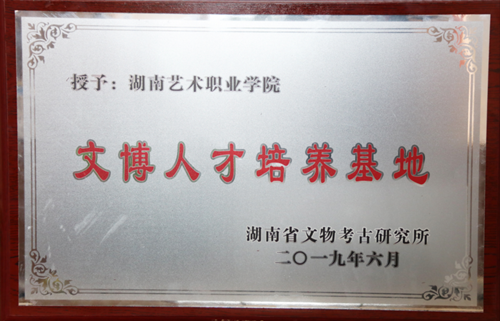 授予：湖南艺术职业学院
文博人才培养基地
湖南省文物考古研究所
二〇一九年六月